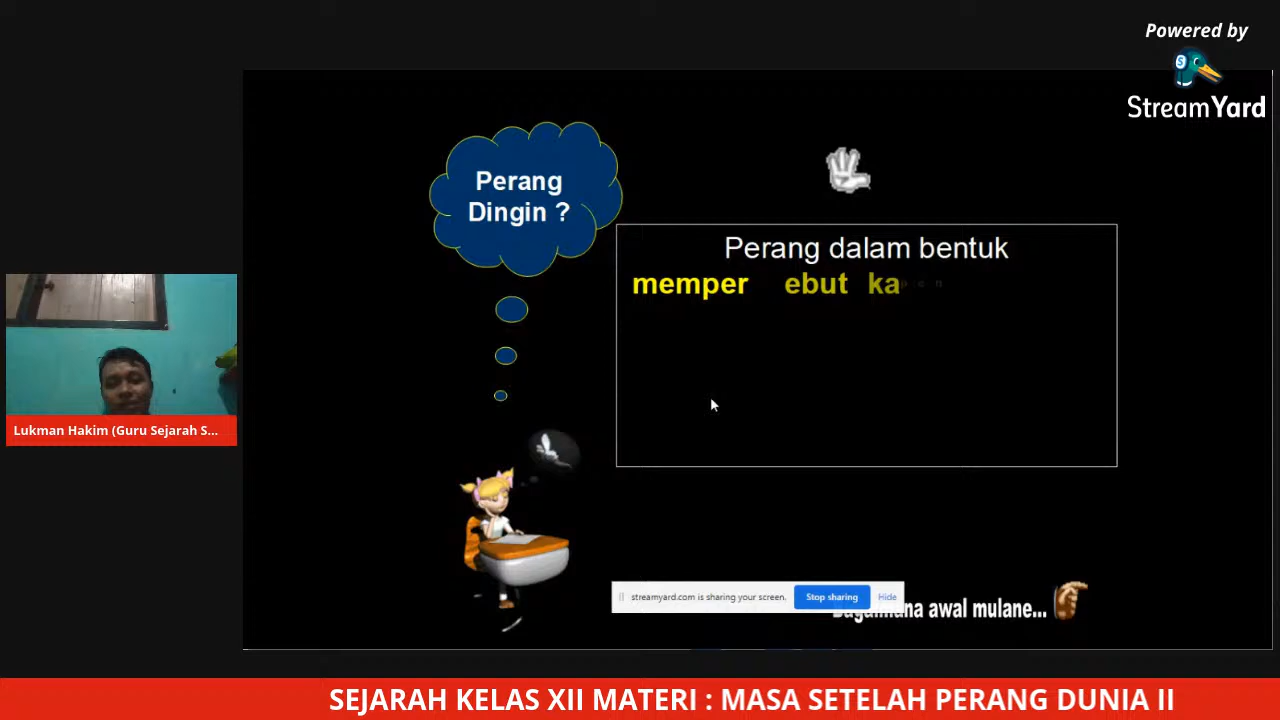 Powered by
StreamYard
Perang
Dingin ?
Perang dalam bentuk
memper ebut ka
Lukman Hakim (Guru Sejarah S...
streamyard.com is sharing your screen.
Stop sharing
Hide
awal mulane...
SEJARAH KELAS XII MATERI : MASA SETELAH PERANG DUNIA II